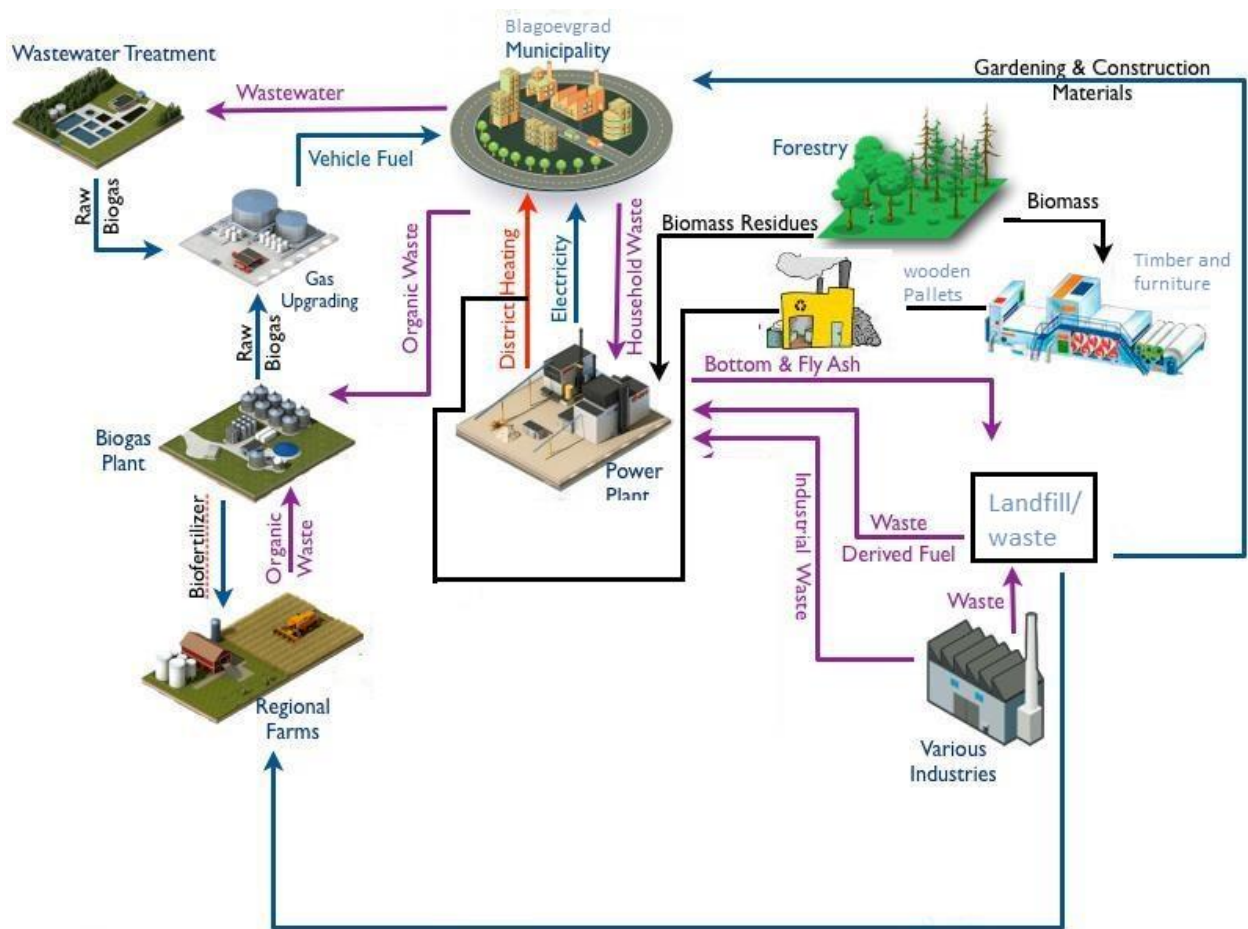 Blagoevgrad
Municipality
Wastewater Treatment
Wastewater
Gardening & Construction
Materials
Vehicle Fuel
Forestry
Raw
Biogas
Biomass Residues
Biomass
Gas
Upgrading
Organic Waste
District Heating
Electricity
Household Waste
wooden
Pallets
Timber and
furniture
Raw
Biogas
Bottom & Fly Ash
Biogas
Plant
Power
Plant
Industrial Waste
Landfill/
waste
Waste
Derived Fuel
Biofertilizer
Organic
Waste
Waste
Regional
Farms
Various
Industries